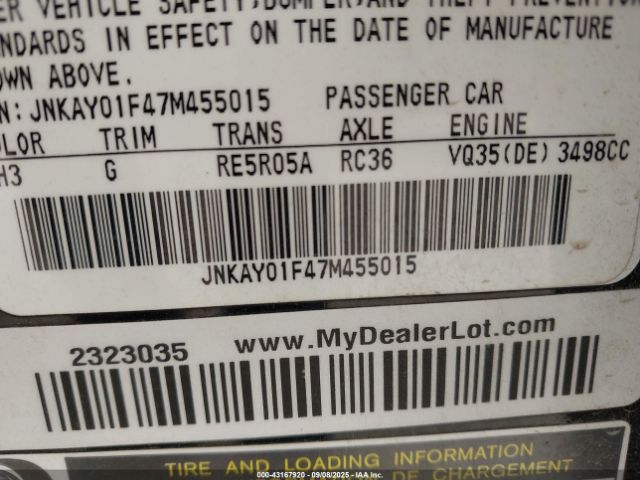 VEHICLE SAFETY, BUMPER, AND THEFT PREVENTION
STANDARDS IN EFFECT ON THE DATE OF MANUFACTURE
OWN ABOVE.
N: JNKAY01F47M455015 PASSENGER CAR
LOR TRIM TRANS AXLE ENGINE
H3 G RE5R05A RC36 VQ35(DE) 3498CC
JNKAY01F47M455015
2323035 www.MyDealerLot.com
TIRE AND LOADING INFORMATION
DE CHARGEMENT
000-43167920 - 09/08/2025 - IAA Inc.